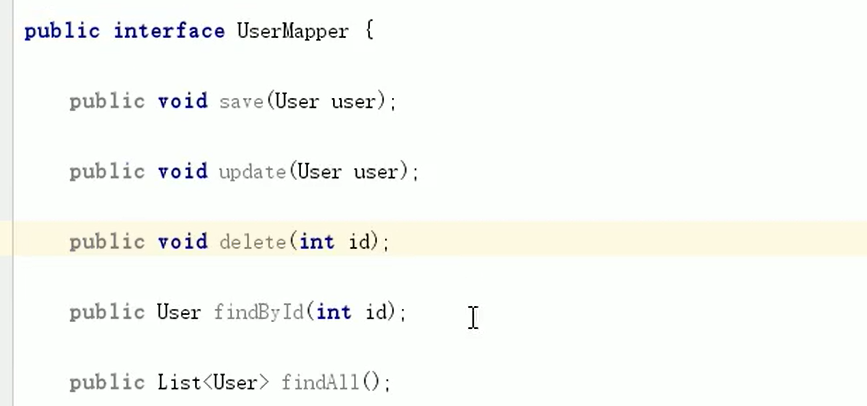 public interface UserMapper {
public void save(User user);
public void update(User user);
public void delete(int id);
public User findById(int id);
public List<User> findAll();